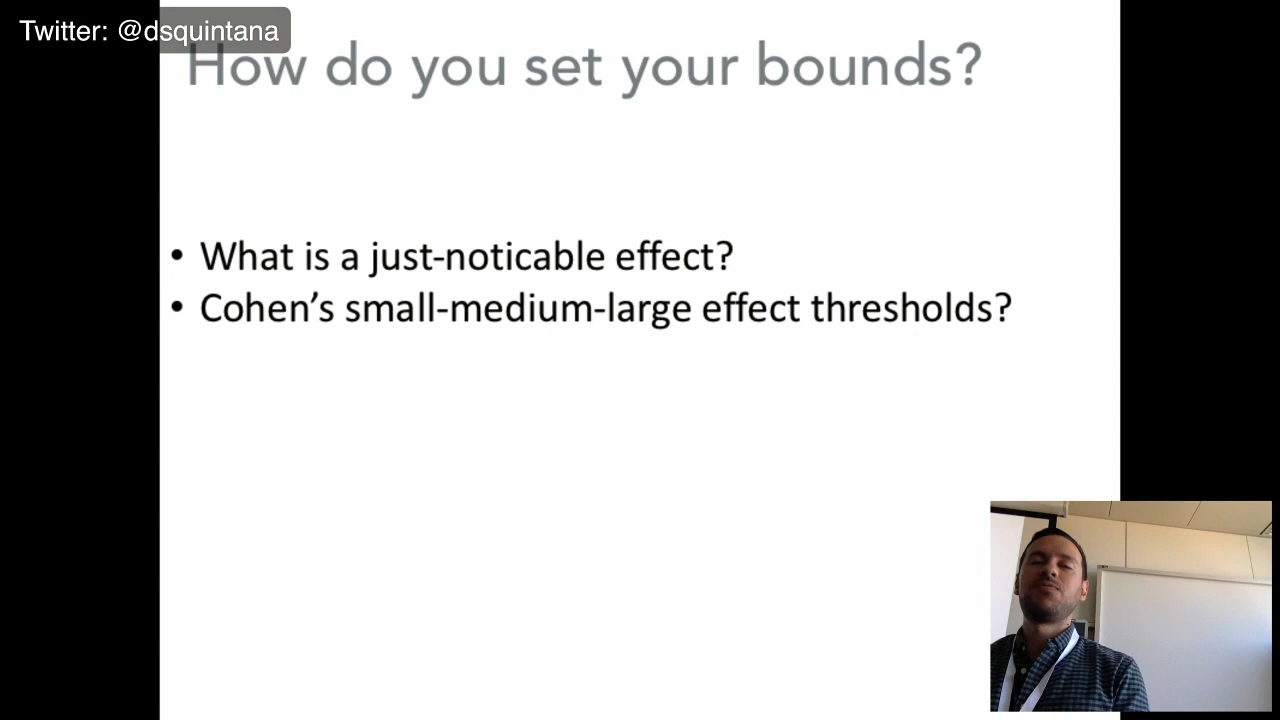 Twitter: @dsquintana
How do you set your bounds?
• What is a just-noticable effect?
• Cohen’s small-medium-large effect thresholds?